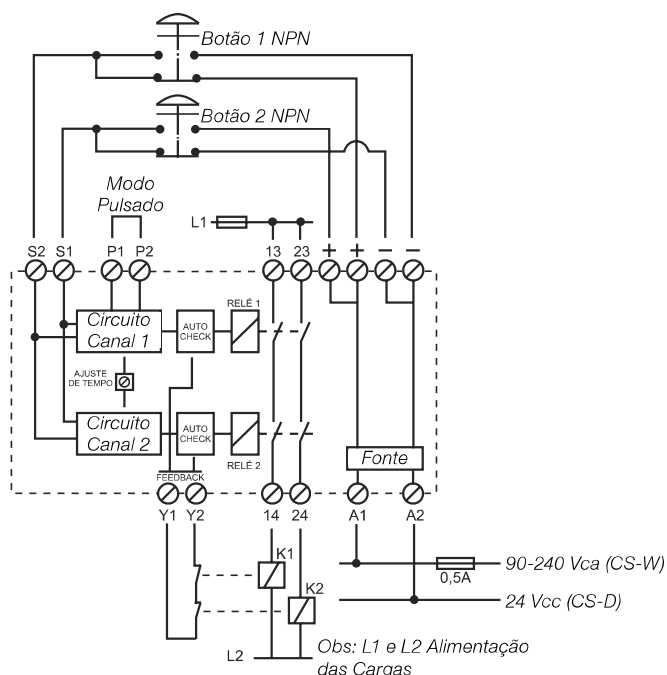 Botão 1 NPN
Botão 2 NPN
Modo
Pulsado
L1
S2 S1 P1 P2 13 23 + + − −
RELÉ 1
Circuito
Canal 1
AUTO
CHECK
AJUSTE
DE TEMPO
Circuito
Canal 2
AUTO
CHECK
RELÉ 2
Fonte
FEEDBACK
Y1 Y2 14 24 A1 A2
K1
K2
0,5A
90-240 Vca (CS-W)
24 Vcc (CS-D)
L2
Obs: L1 e L2 Alimentação
das Cargas